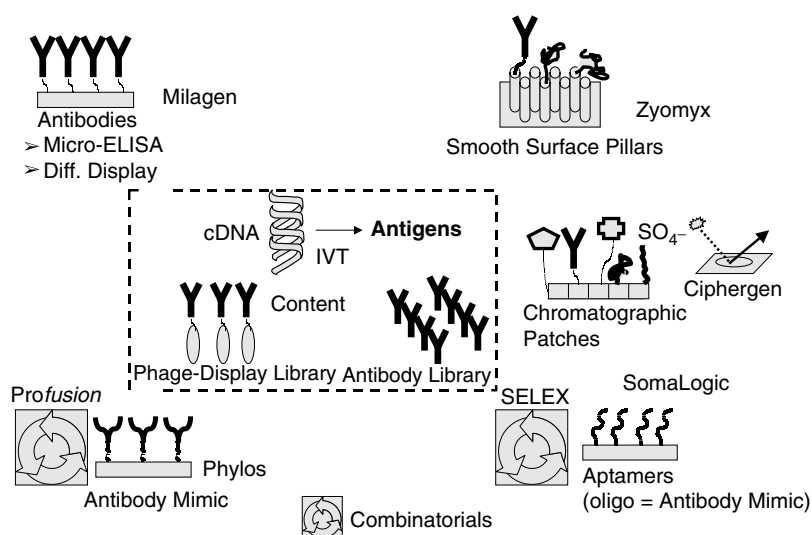 Milagen
Antibodies
➢ Micro-ELISA
➢ Diff. Display
Zyomyx
Smooth Surface Pillars
cDNA
IVT
Antigens
Content
Phage-Display Library
Antibody Library
SO4–
Ciphergen
Chromatographic
Patches
Profusion
Phylos
Antibody Mimic
SELEX
SomaLogic
Aptamers
(oligo = Antibody Mimic)
Combinatorials